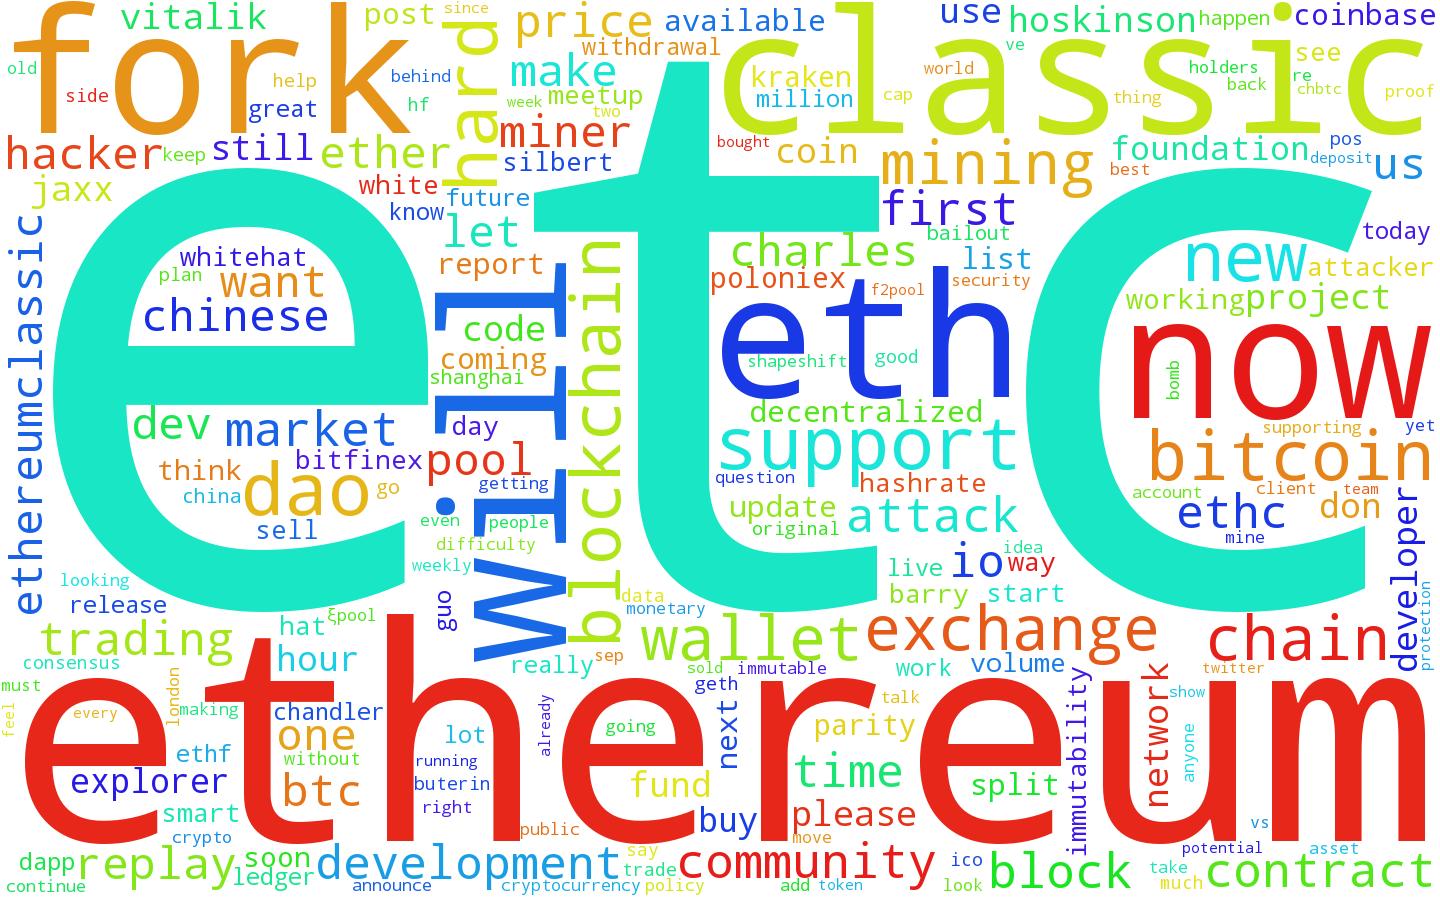 vitalik
post
since
price
available
use
hoskinson
happen
coinbase
fork
classic
old
help
behind
side
great
hf
hard
withdrawal
make
week
meetup
two
kraken
million
cap
world
ve
see
holders
re
back
chbtc
thing
proof
hacker
keep
still
ether
miner
silbert
bought
coin
mining
foundation
pos
deposit
us
best
jaxx
white
know
future
first
bailout
today
etc
let
charles
list
new
attacker
whitehat
plan
want
report
poloniex
f2pool
security
working
project
chinese
ethereumclassic
will
blockchain
code
coming
shanghai
eth
shapeshift
good
now
bomb
dev
market
day
decentralized
support
supporting
yet
bitcoin
think
bitfinex
pool
china
dao
go
getting
question
hashrate
account
client
team
sell
even
people
update
original
attack
ethc
don
mine
difficulty
weekly
io
idea
way
developer
looking
live
release
guo
data
monetary
barry
start
protection
ξpool
hat
trading
hour
consensus
really
sep
wallet
exchange
chain
sold
immutable
work
volume
twitter
must
ethereum
london
making
feel
every
chandler
one
already
geth
next
going
talk
parity
immutability
network
show
anyone
ethf
without
lot
running
explorer
btc
buterin
right
fund
time
split
smart
crypto
public
buy
please
move
vs
potential
asset
dapp
replay
soon
ledger
development
say
trade
community
ico
block
take
much
contract
continue
announce
cryptocurrency
policy
add
token
look